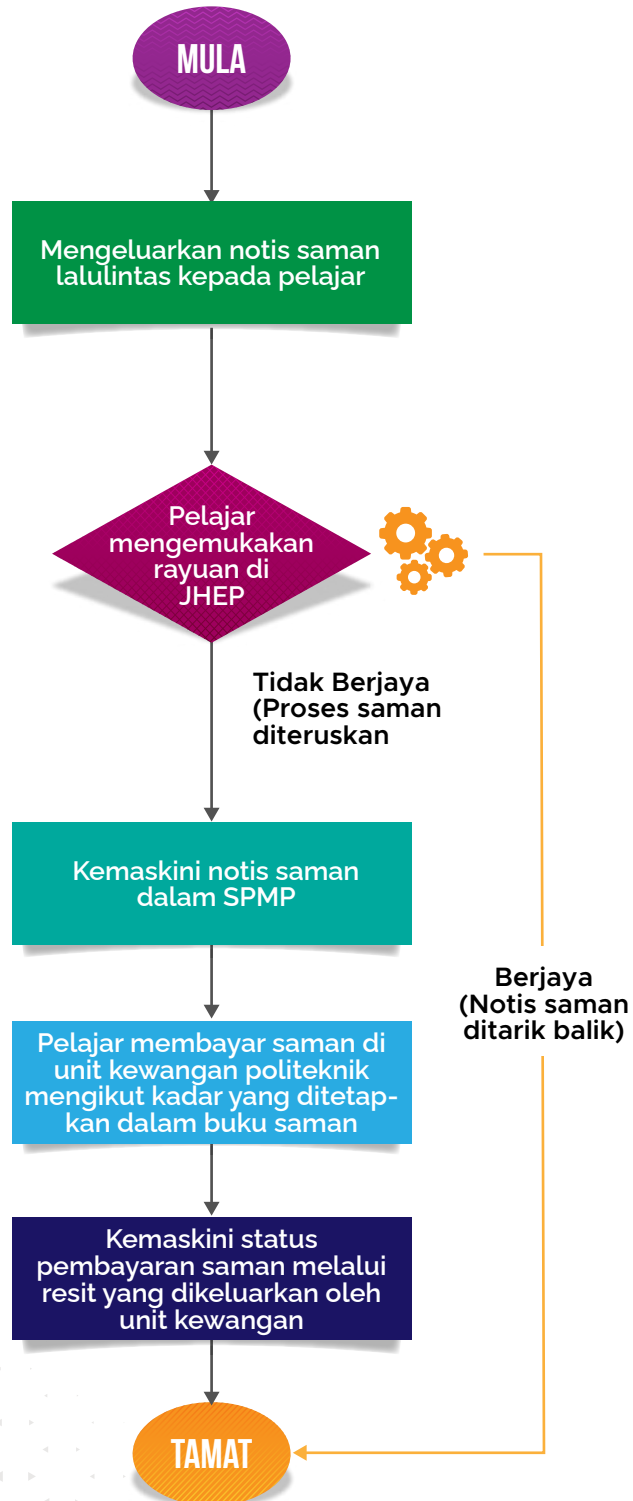 MULA
Mengeluarkan notis saman
lalulintas kepada pelajar
Pelajar
mengemukakan
rayuan di
JHEP
Tidak Berjaya
(Proses saman
diteruskan
Kemaskini notis saman
dalam SPMP
Berjaya
(Notis saman
ditarik balik)
Pelajar membayar saman di
unit kewangan politeknik
mengikut kadar yang ditetap-
kan dalam buku saman
Kemaskini status
pembayaran saman melalui
resit yang dikeluarkan oleh
unit kewangan
TAMAT